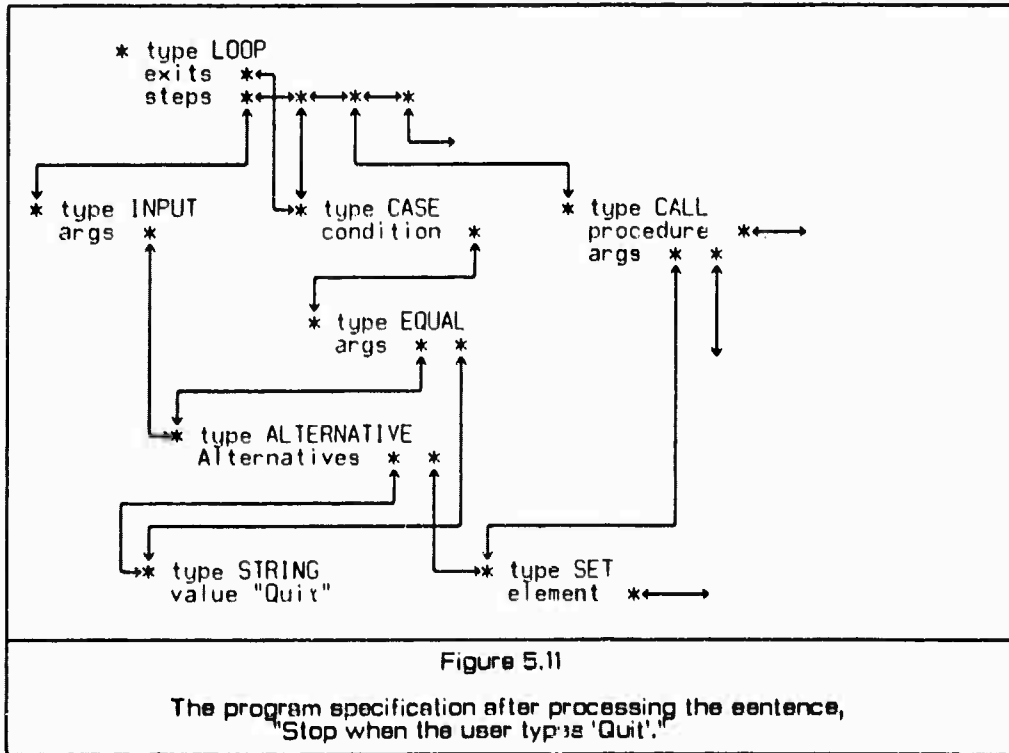 * type LOOP
exits *
steps * * * *
* type INPUT
args *
* type CASE
condition *
* type CALL
procedure *
args * *
* type EQUAL
args * *
* type ALTERNATIVE
Alternatives * *
* type STRING
value "Quit"
* type SET
element *
Figure 5.11
The program specification after processing the sentence,
"Stop when the user types 'Quit'."